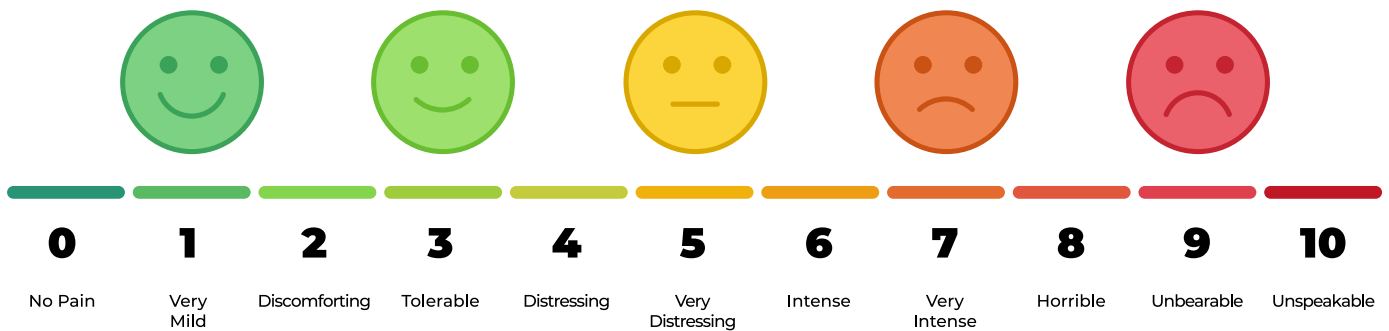 0 1 2 3 4 5 6 7 8 9 10
No Pain Very Discomforting Tolerable Distressing Very Intense Very Horrible Unbearable Unspeakable
Mild Distressing Intense